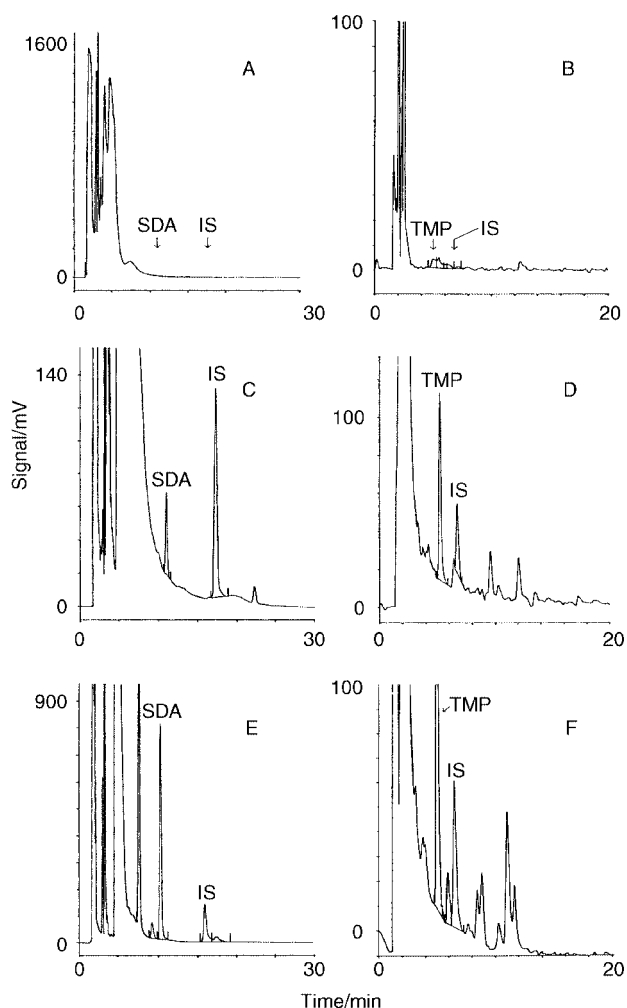 1600
A
SDA
IS
0
0
30
100
B
TMP
IS
0
0
20
Signal/mV
140
C
IS
SDA
0
0
30
100
D
TMP
IS
0
0
20
900
E
SDA
IS
0
0
30
100
F
TMP
IS
0
0
20
Time/min